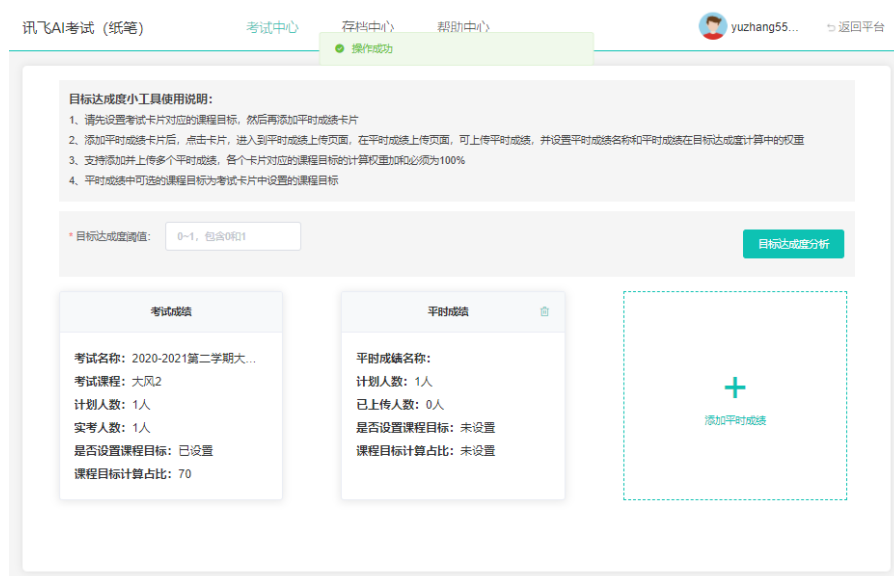 讯飞AI考试（纸笔） 考试中心 存档中心 帮助中心 yuzhang55... 返回平台
操作成功
目标达成度小工具使用说明：
1、请先设置考试卡片对应的课程目标，然后再添加平时成绩卡片
2、添加平时成绩卡片后，点击卡片，进入到平时成绩上传页面，在平时成绩上传页面，可上传平时成绩，并设置平时成绩名称和平时成绩在目标达成度计算中的权重
3、支持添加并上传多个平时成绩，各个卡片对应的课程目标的计算权重加和必须为100%
4、平时成绩中可选的课程目标为考试卡片中设置的课程目标
* 目标达成度阈值： 0~1，包含0和1 目标达成度分析
考试成绩
考试名称：2020-2021第二学期大...
考试课程：大风2
计划人数：1人
实考人数：1人
是否设置课程目标：已设置
课程目标计算占比：70
平时成绩
平时成绩名称：
计划人数：1人
已上传人数：0人
是否设置课程目标：未设置
课程目标计算占比：未设置
添加平时成绩